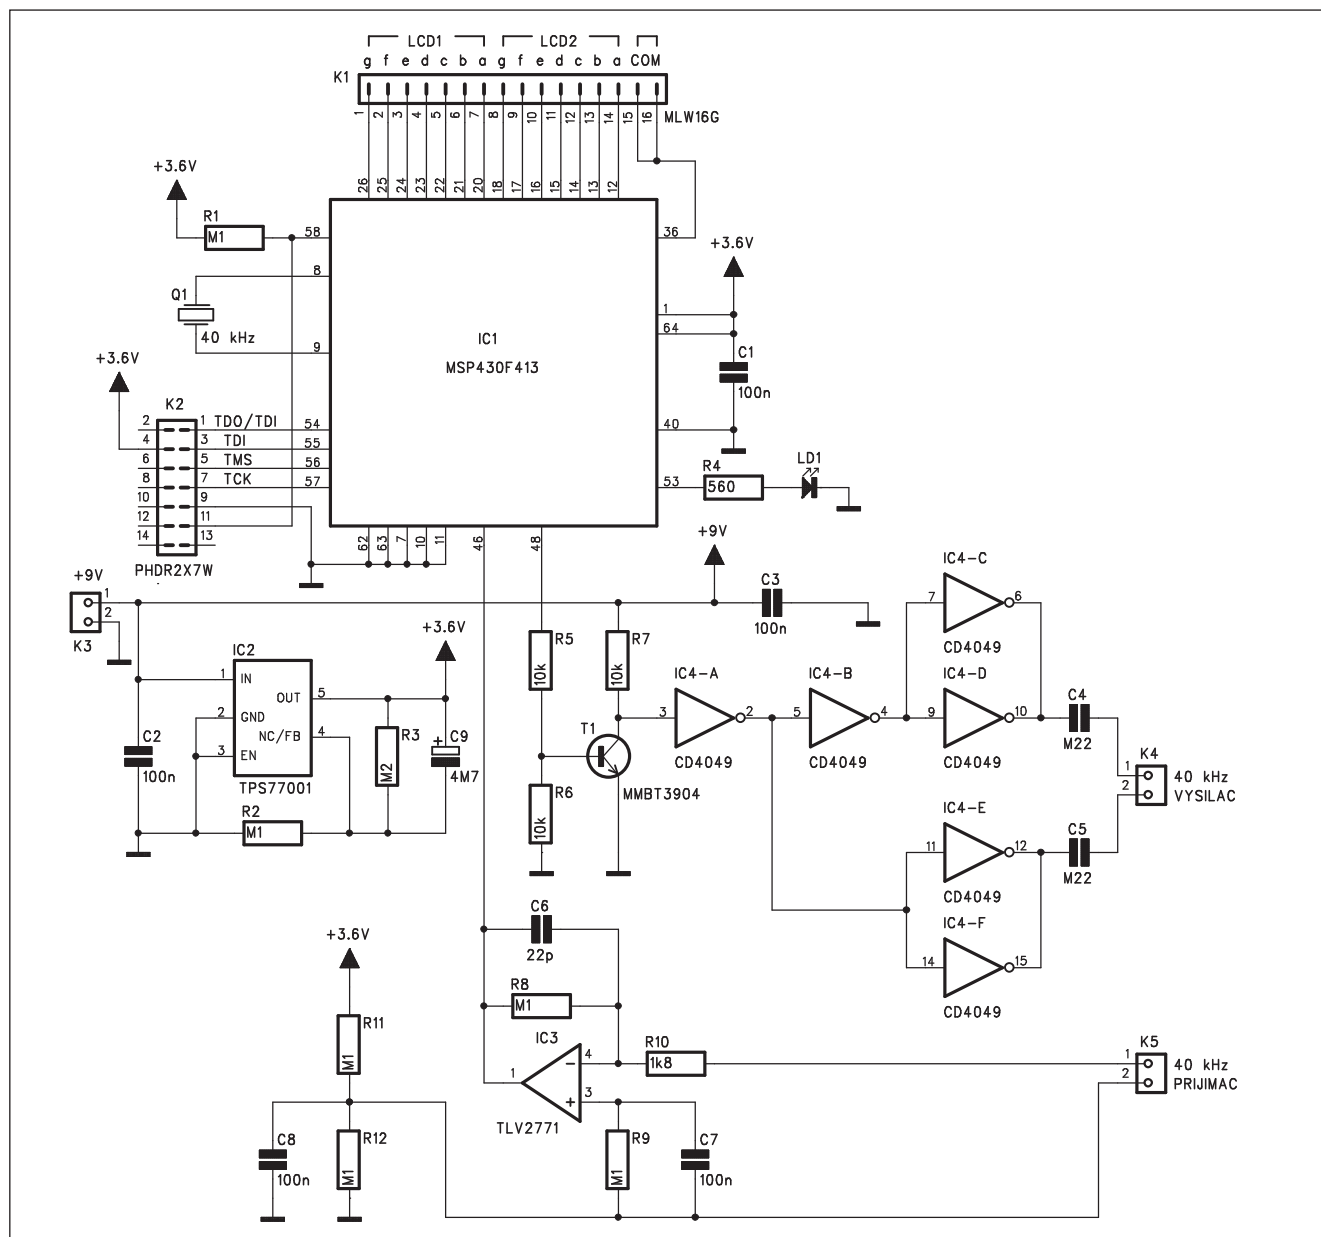 LCD1 LCD2
g f e d c b a g f e d c b a COM
K1
1 2 3 4 5 6 7 8 9 10 11 12 13 14 15 16 MLW16G
+3.6V
26 25 24 23 22 21 20 18 17 16 15 14 13 12
R1
M1 58 36
+3.6V
8
Q1
40 kHz
9
1
64
IC1
MSP430F413
C1
100n
+3.6V
K2
2 1 TDO/TDI 54 40
4 3 TDI 55
6 5 TMS 56
8 7 TCK 57
10 9
12 11
14 13
PHDR2X7W
53 R4
560
LD1
62 63 7 10 11 46 48
+9V
+9V
1
2
K3
C3
100n
IC4-C
7 6
CD4049
IC2
1 IN
OUT 5
2 GND
NC/FB 4
3 EN
TPS77001
+3.6V
C2
100n
R3
M2
C9
+
4M7
R2
M1
R5
10k
R7
10k
T1
MMBT3904
R6
10k
IC4-A
3 2
CD4049
IC4-B
5 4
CD4049
IC4-D
9 10
CD4049
C4
M22
K4
1 40 kHz
2 VYSILAC
IC4-E
11 12
CD4049
C5
M22
IC4-F
14 15
CD4049
C6
22p
+3.6V
R8
M1
R11
M1
IC3
4
-
1
3
+
TLV2771
R10
1k8
K5
1 40 kHz
2 PRIJIMAC
C8
100n
R12
M1
R9
M1
C7
100n